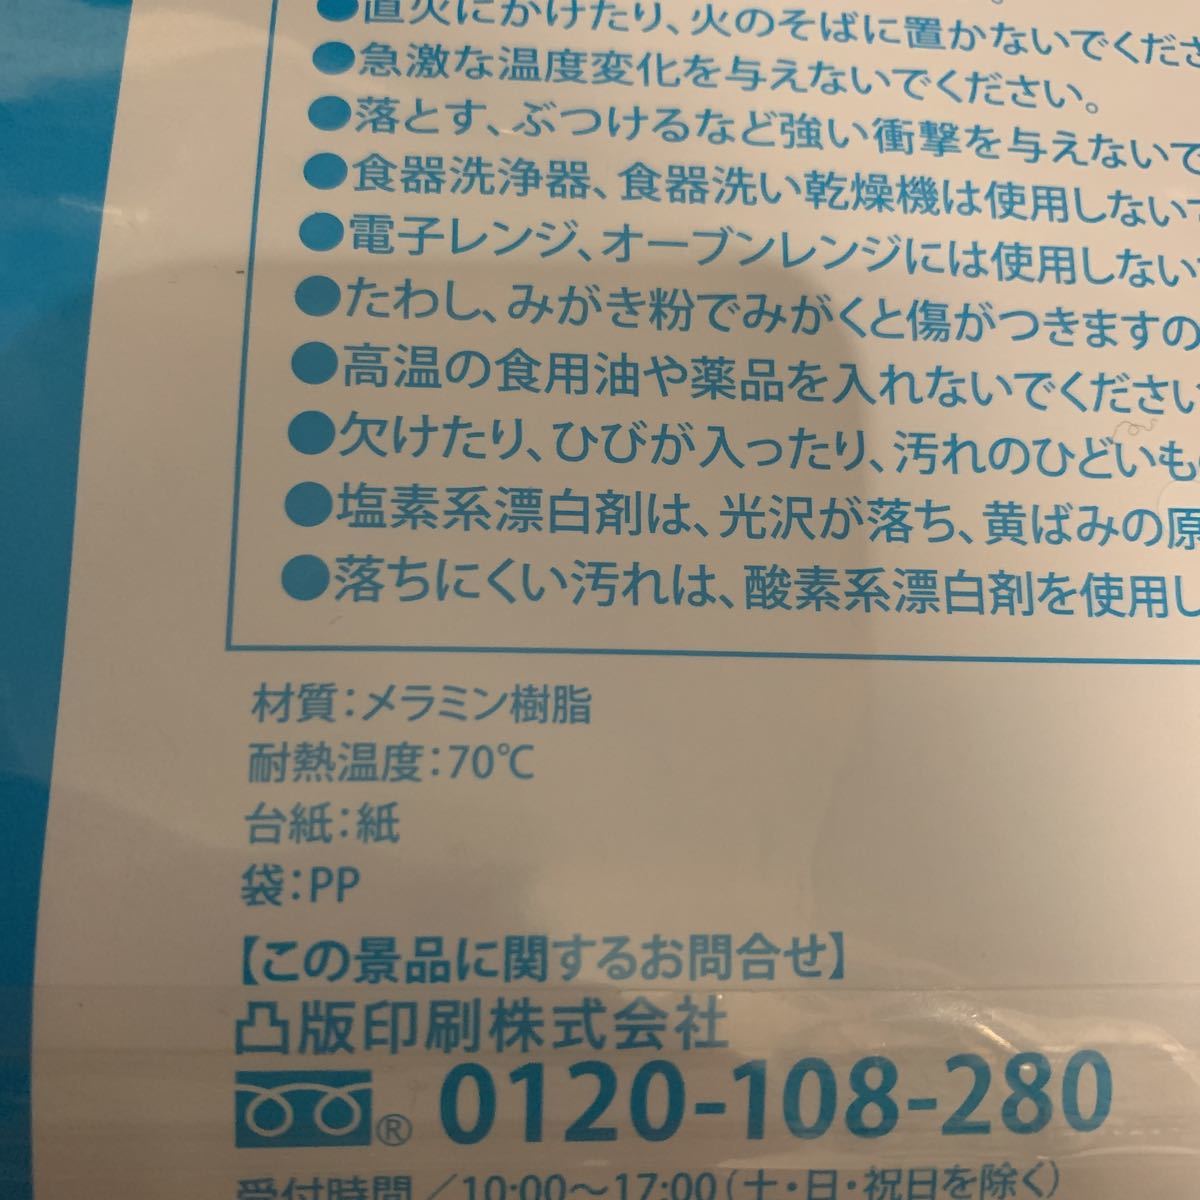 ●直火にかけたり、火のそばに置かないでくださ
●急激な温度変化を与えないでください。
●落とす、ぶつけるなど強い衝撃を与えないで
●食器洗浄器、食器洗い乾燥機は使用しないで
●電子レンジ、オーブンレンジには使用しない
●たわし、みがき粉でみがくと傷がつきますの
●高温の食用油や薬品を入れないでください
●欠けたり、ひびが入ったり、汚れのひどいも
●塩素系漂白剤は、光沢が落ち、黄ばみの原
●落ちにくい汚れは、酸素系漂白剤を使用し
材質：メラミン樹脂
耐熱温度：70℃
台紙：紙
袋：PP
【この景品に関するお問合せ】
凸版印刷株式会社
® 0120-108-280
受付時間／10:00～17:00（土・日・祝日を除く）